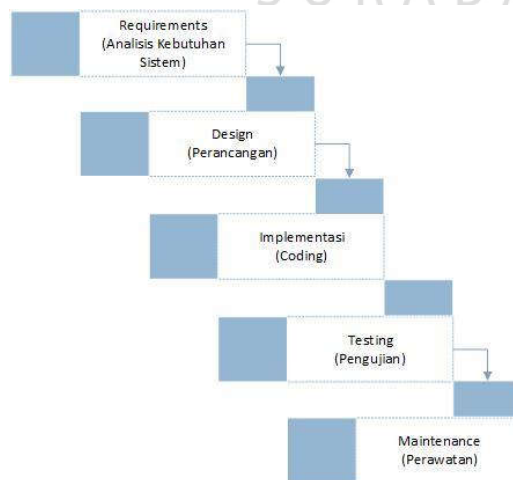 Requirements
(Analisis Kebutuhan
Sistem)
Design
(Perancangan)
Implementasi
(Coding)
Testing
(Pengujian)
Maintenance
(Perawatan)